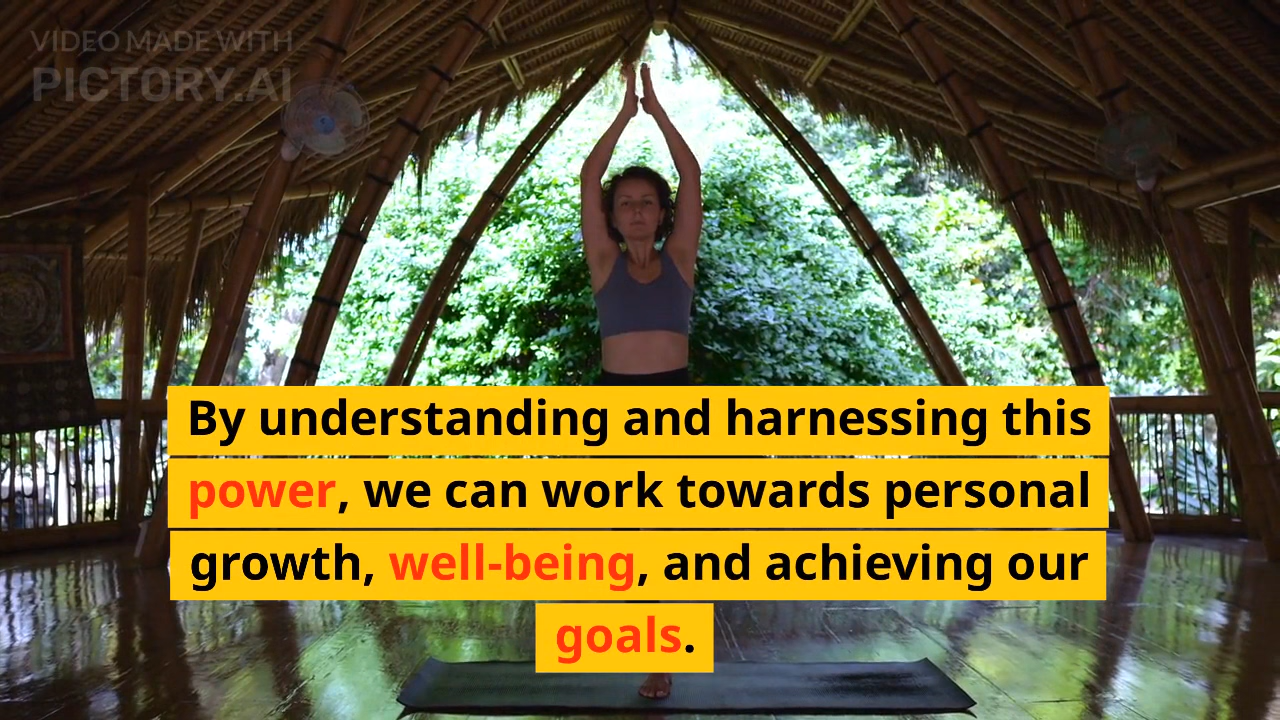 VIDEO MADE WITH
PICTORY.AI
By understanding and harnessing this
power, we can work towards personal
growth, well-being, and achieving our
goals.